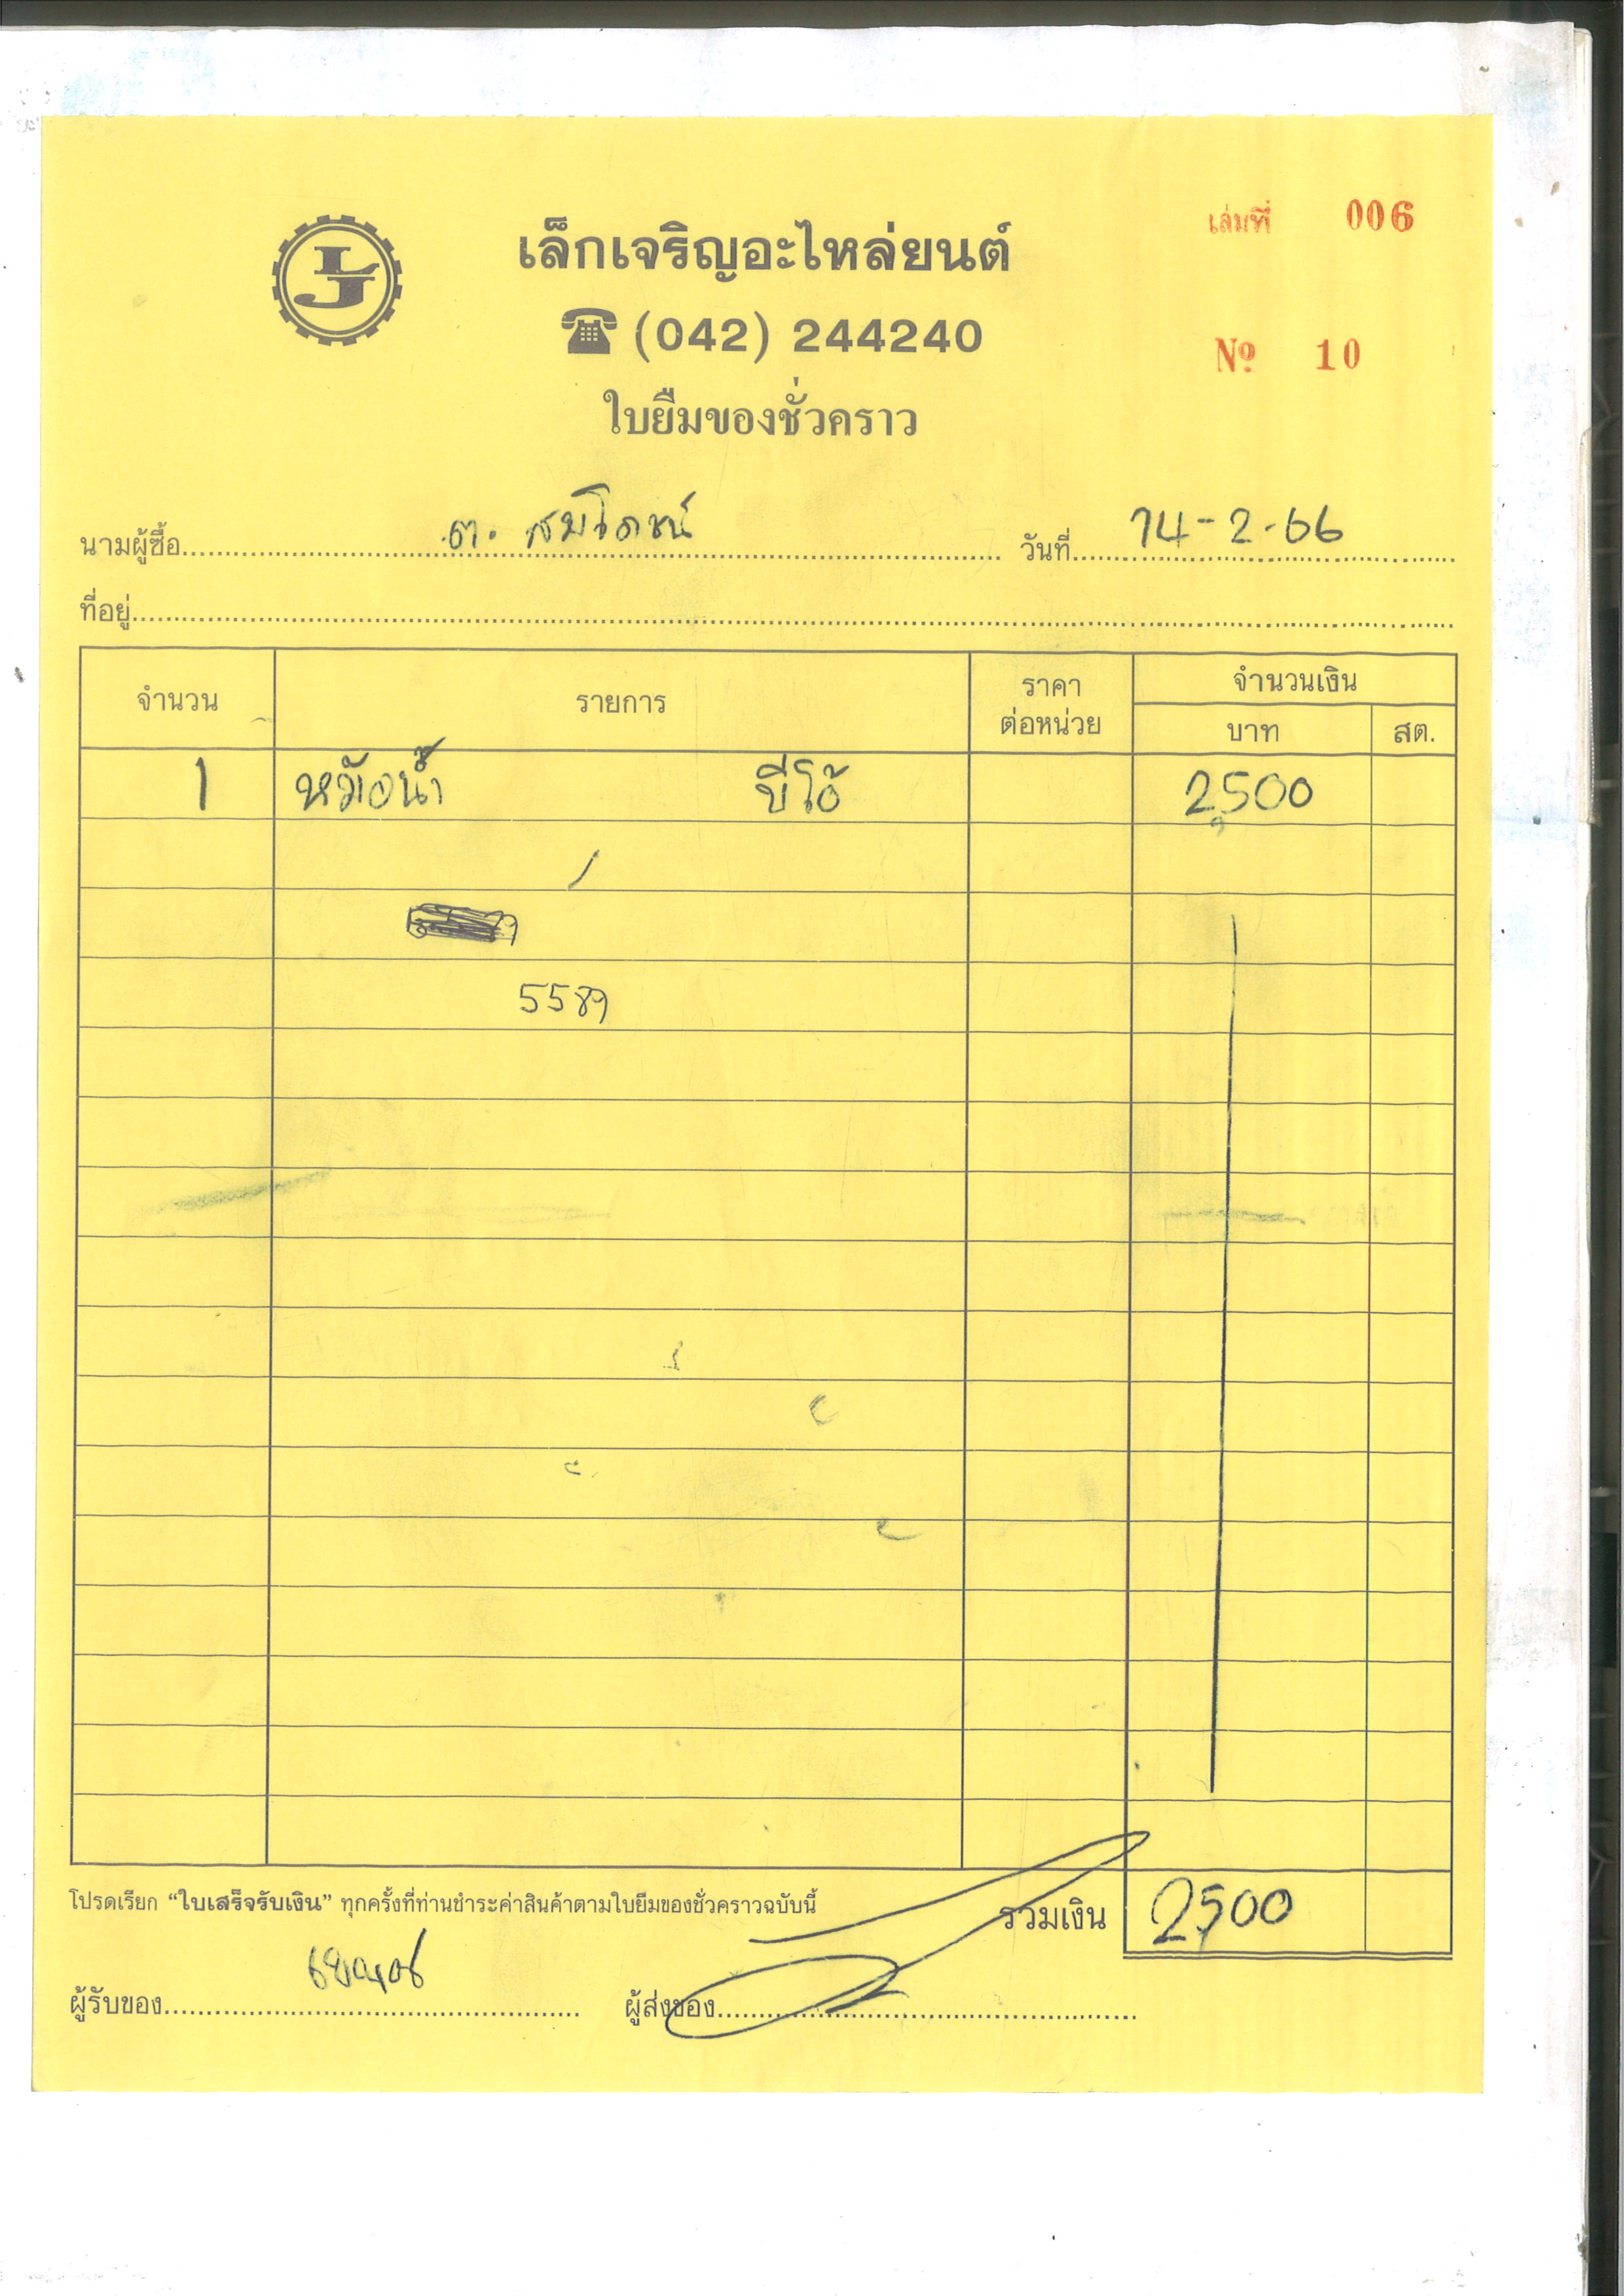 เล่มที่ 006
LJ
เล็กเจริญอะไหล่ยนต์
☎ (042) 244240
№ 10
ใบยืมของชั่วคราว
นามผู้ซื้อ ต. สมโภชน์ วันที่ 14-2-66
ที่อยู่
จำนวน รายการ ราคาต่อหน่วย จำนวนเงิน
บาท สต.
1 หม้อน้ำ บีโอ้ 2,500
5589
โปรดเรียก “ใบเสร็จรับเงิน” ทุกครั้งที่ท่านชำระค่าสินค้าตามใบยืมของชั่วคราวฉบับนี้
รวมเงิน 2,500
ผู้รับของ ผู้ส่งของ